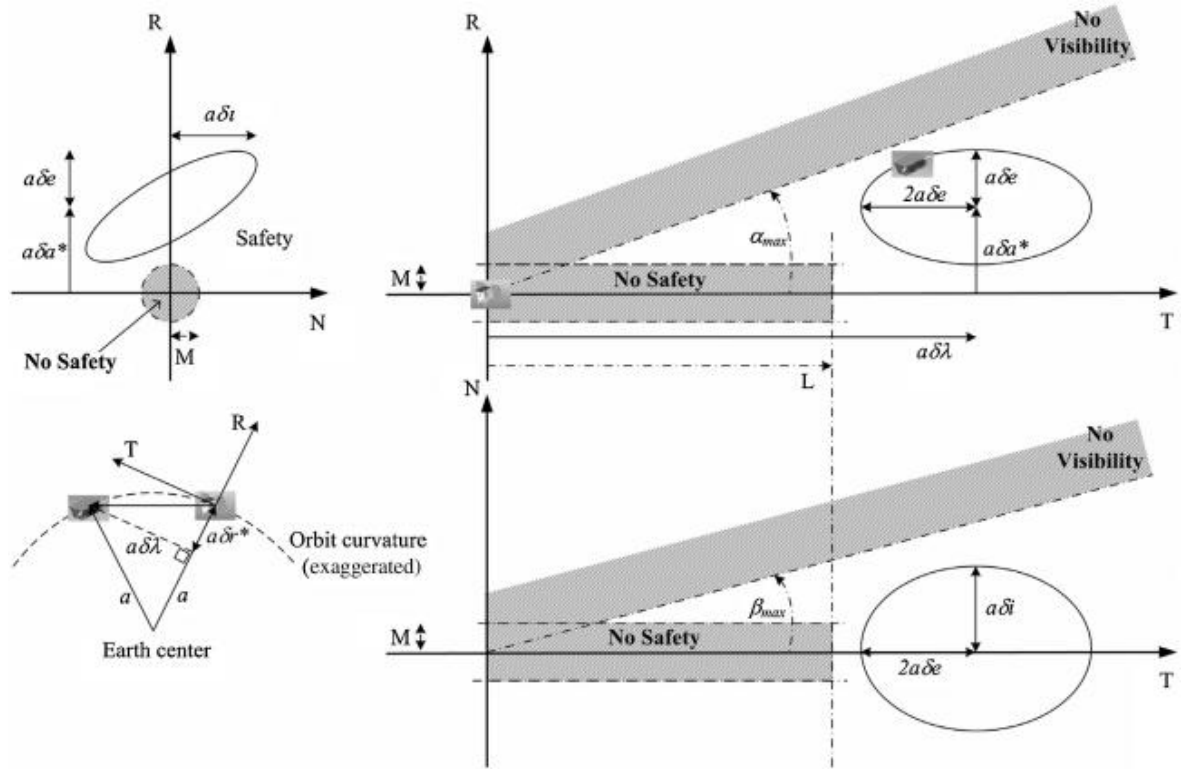 R
aδι
aδe
aδa*
Safety
N
No Safety
M
R
No
Visibility
aδe
2aδe
αmax
aδa*
M
No Safety
T
aδλ
L
R
T
aδr*
aδλ
Orbit curvature
(exaggerated)
a
a
Earth center
N
No
Visibility
βmax
aδi
M
No Safety
2aδe
T